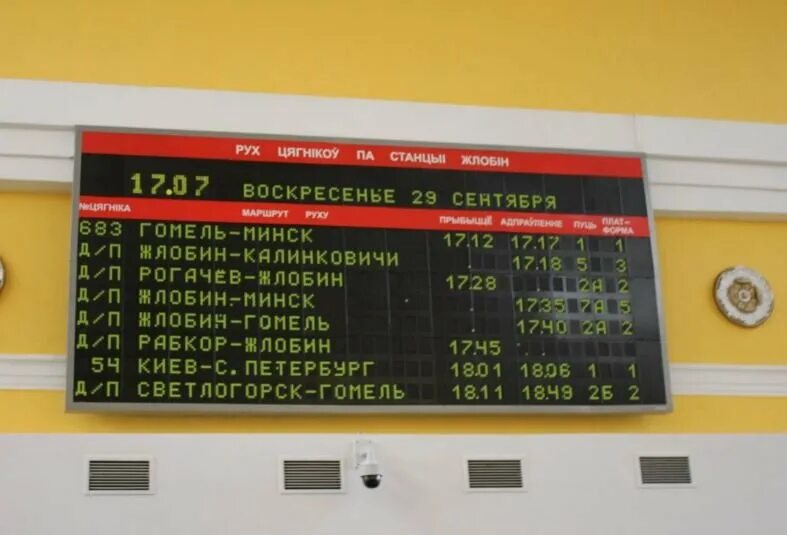 РУХ ЦЯГНІКОЎ ПА СТАНЦЫІ ЖЛОБІН
17.07 ВОСКРЕСЕНЬЕ 29 СЕНТЯБРЯ
№ЦЯГНІКА МАРШРУТ РУХУ ПРЫБЫЦЦЁ АДПРАЎЛЕННЕ ПУЦЬ ПЛАТ-ФОРМА
683 ГОМЕЛЬ-МИНСК 17.12 17.17 1 1
Д/П ЖЛОБИН-КАЛИНКОВИЧИ 17.18 5 3
Д/П РОГАЧЕВ-ЖЛОБИН 17.28 2А 2
Д/П ЖЛОБИН-МИНСК 17.35 7А 5
Д/П ЖЛОБИН-ГОМЕЛЬ 17.40 2А 2
Д/П РАБКОР-ЖЛОБИН 17.45
54 КИЕВ-С.ПЕТЕРБУРГ 18.01 18.06 1 1
Д/П СВЕТЛОГОРСК-ГОМЕЛЬ 18.11 18.49 2Б 2